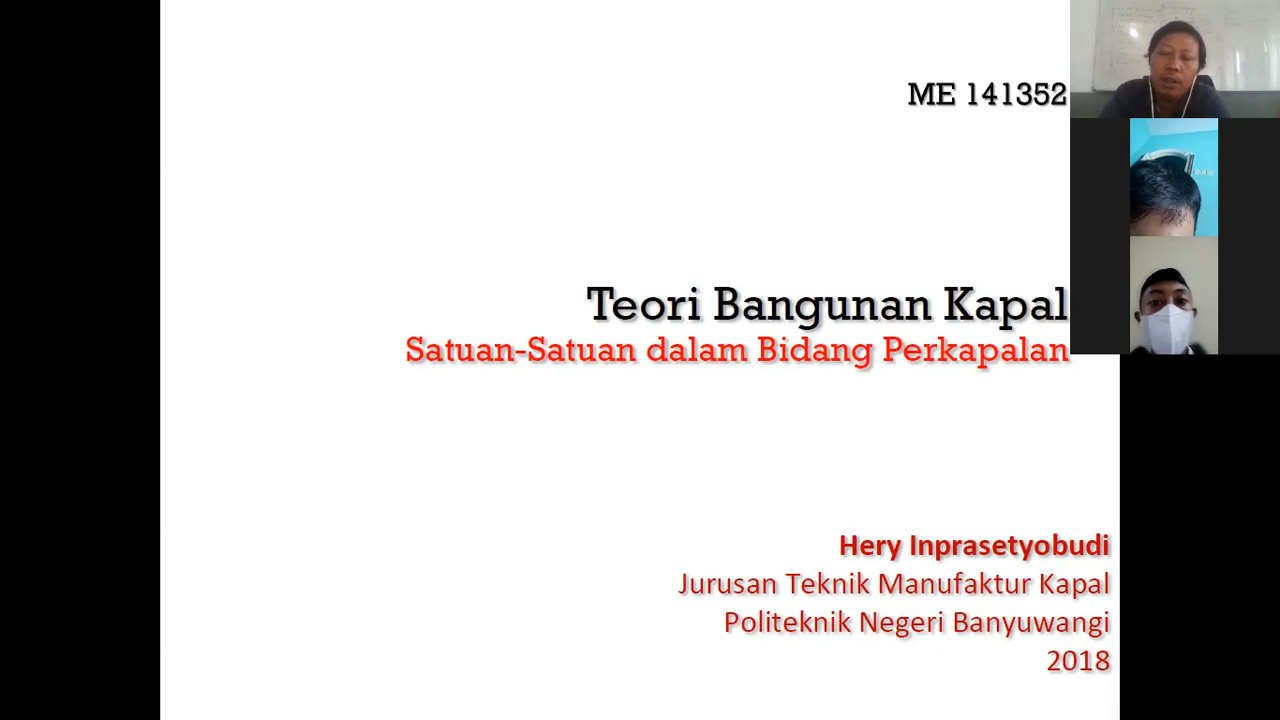 ME 141352
Teori Bangunan Kapal
Satuan-Satuan dalam Bidang Perkapalan
Hery Inprasetyobudi
Jurusan Teknik Manufaktur Kapal
Politeknik Negeri Banyuwangi
2018